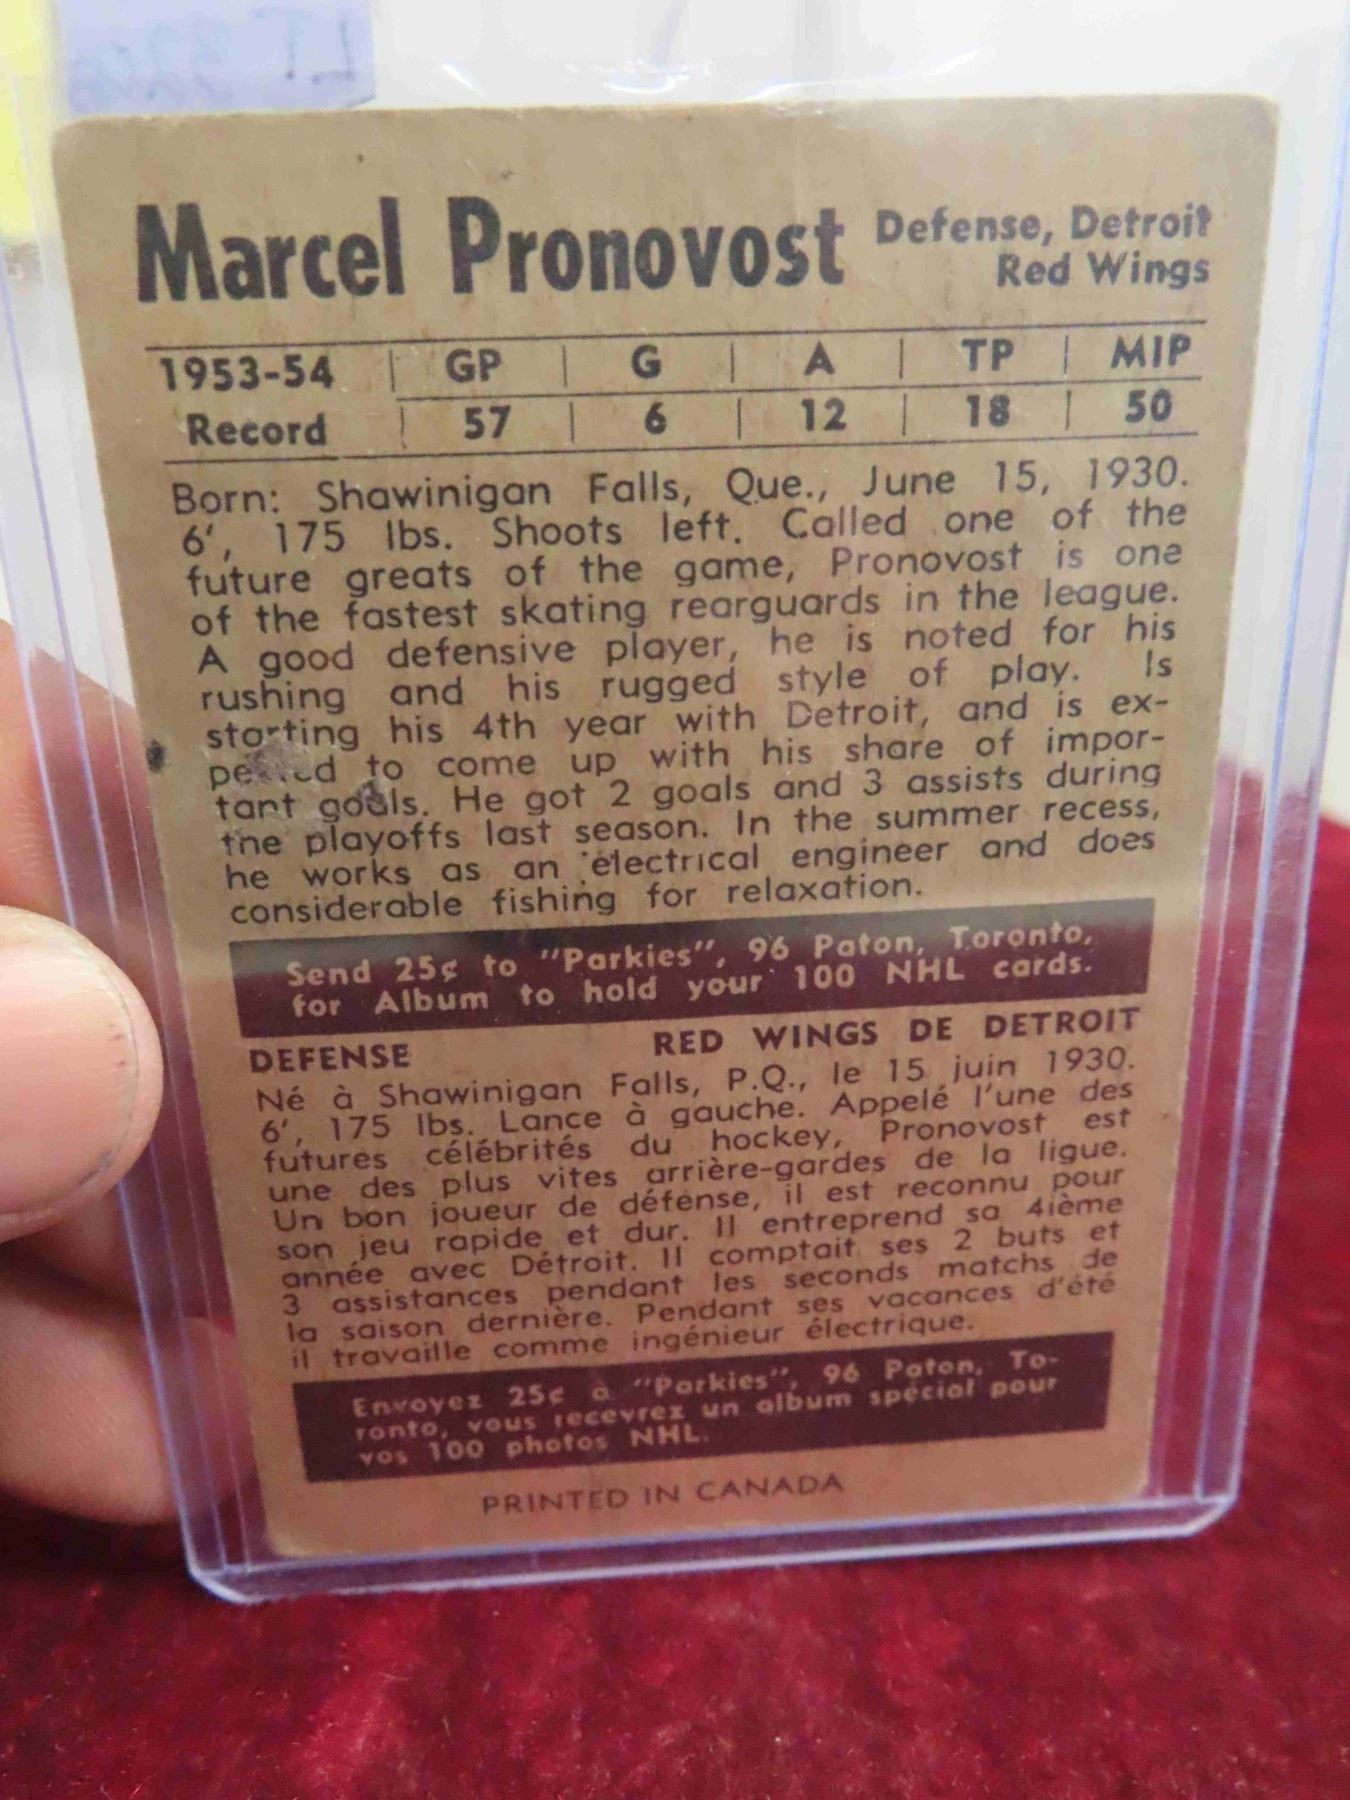 Marcel Pronovost Defense, Detroit
Red Wings
1953-54 | GP | G | A | TP | MIP
Record | 57 | 6 | 12 | 18 | 50
Born: Shawinigan Falls, Que., June 15, 1930.
6', 175 lbs. Shoots left. Called one of the
future greats of the game, Pronovost is one
of the fastest skating rearguards in the league.
A good defensive player, he is noted for his
rushing and his rugged style of play. Is
starting his 4th year with Detroit, and is ex-
to come up with his share of impor-
tant goals. He got 2 goals and 3 assists during
the playoffs last season. In the summer recess,
he works as an electrical engineer and does
considerable fishing for relaxation.
Send 25¢ to "Parkies", 96 Paton, Toronto,
for Album to hold your 100 NHL cards.
DEFENSE RED WINGS DE DETROIT
Né à Shawinigan Falls, P.Q., le 15 juin 1930.
6', 175 lbs. Lance à gauche. Appelé l'une des
futures célébrités du hockey, Pronovost est
une des plus vites arrière-gardes de la ligue.
Un bon joueur de défense, il est reconnu pour
son jeu rapide et dur. Il entreprend sa 4ième
année avec Détroit. Il comptait ses 2 buts et
3 assistances pendant les seconds matchs de
la saison dernière. Pendant ses vacances d'été
il travaille comme ingénieur électrique.
Envoyez 25¢ à "Parkies", 96 Paton, To-
ronto, vous recevrez un album spécial pour
vos 100 photos NHL.
PRINTED IN CANADA